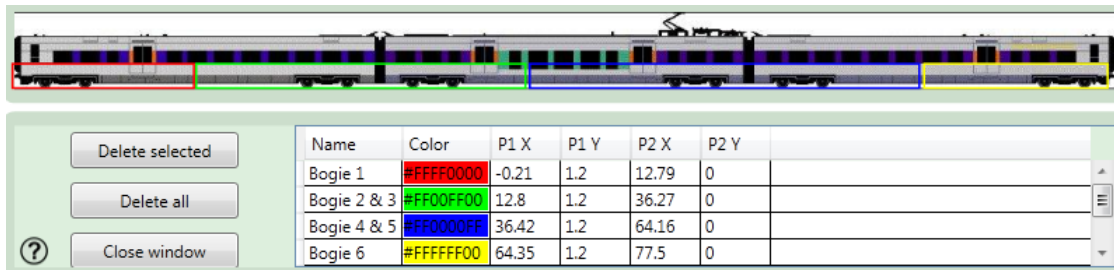 Delete selected
Delete all
Close window
?
Name Color P1 X P1 Y P2 X P2 Y
Bogie 1 #FFFF0000 -0.21 1.2 12.79 0
Bogie 2 & 3 #FF00FF00 12.8 1.2 36.27 0
Bogie 4 & 5 #FF0000FF 36.42 1.2 64.16 0
Bogie 6 #FFFFFF00 64.35 1.2 77.5 0